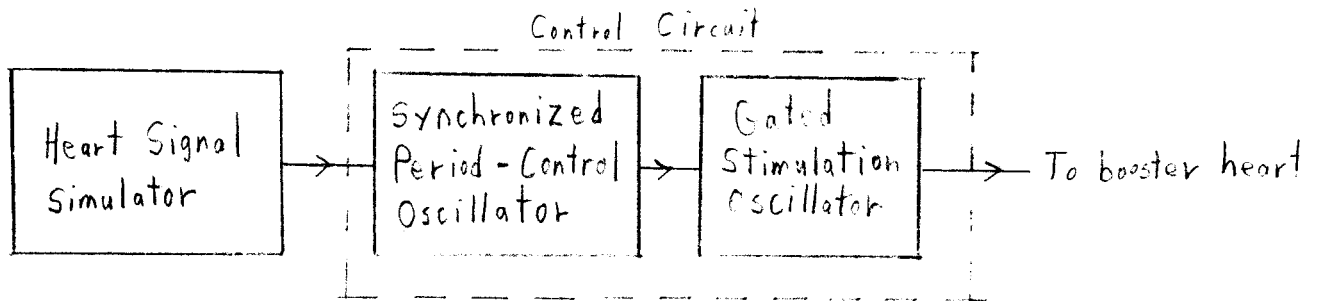 Control Circuit
Heart Signal
Simulator
Synchronized
Period-Control
Oscillator
Gated
Stimulation
Oscillator
To booster heart